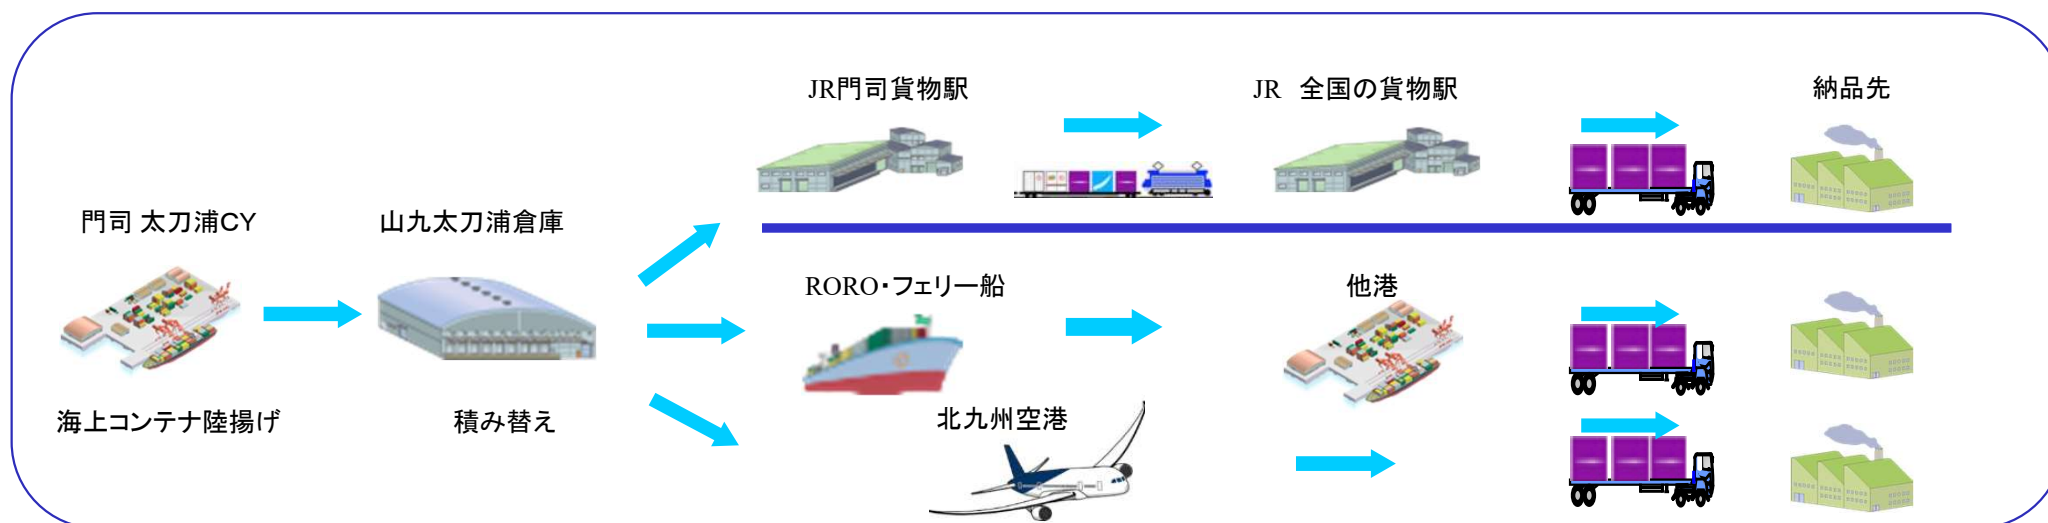 JR門司貨物駅
JR 全国の貨物駅
納品先
門司 太刀浦CY
山九太刀浦倉庫
RORO・フェリー船
他港
海上コンテナ陸揚げ
積み替え
北九州空港